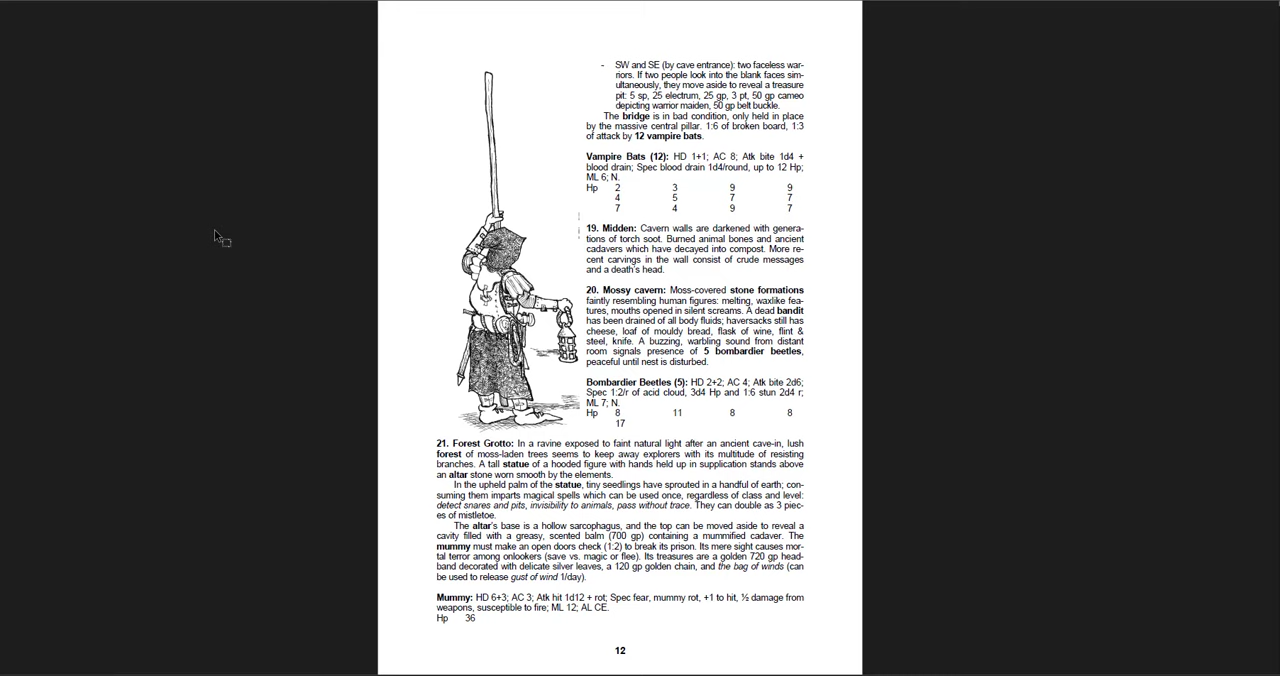 - SW and SE (by cave entrance): two faceless war-
riors. If two people look into the blank faces sim-
ultaneously, they move aside to reveal a treasure
pit: 5 sp, 25 electrum, 25 gp, 3 pt, 50 gp cameo
depicting warrior maiden, 50 gp belt buckle.
The bridge is in bad condition, only held in place
by the massive central pillar. 1:6 of broken board, 1:3
of attack by 12 vampire bats.
Vampire Bats (12): HD 1+1; AC 8; Atk bite 1d4 +
blood drain; Spec blood drain 1d4/round, up to 12 Hp;
ML 6; N.
Hp 2 3 9 9
4 5 7 7
7 4 9 7
19. Midden: Cavern walls are darkened with genera-
tions of torch soot. Burned animal bones and ancient
cadavers which have decayed into compost. More re-
cent carvings in the wall consist of crude messages
and a death's head.
20. Mossy cavern: Moss-covered stone formations
faintly resembling human figures: melting, waxlike fea-
tures, mouths opened in silent screams. A dead bandit
has been drained of all body fluids; haversacks still has
cheese, loaf of mouldy bread, flask of wine, flint &
steel, knife. A buzzing, warbling sound from distant
room signals presence of 5 bombardier beetles,
peaceful until nest is disturbed.
Bombardier Beetles (5): HD 2+2; AC 4; Atk bite 2d6;
Spec 1:2/r of acid cloud, 3d4 Hp and 1:6 stun 2d4 r;
ML 7; N.
Hp 8 11 8 8
17
21. Forest Grotto: In a ravine exposed to faint natural light after an ancient cave-in, lush
forest of moss-laden trees seems to keep away explorers with its multitude of resisting
branches. A tall statue of a hooded figure with hands held up in supplication stands above
an altar stone worn smooth by the elements.
In the upheld palm of the statue, tiny seedlings have sprouted in a handful of earth; con-
suming them imparts magical spells which can be used once, regardless of class and level:
detect snares and pits, invisibility to animals, pass without trace. They can double as 3 piec-
es of mistletoe.
The altar's base is a hollow sarcophagus, and the top can be moved aside to reveal a
cavity filled with a greasy, scented balm (700 gp) containing a mummified cadaver. The
mummy must make an open doors check (1:2) to break its prison. Its mere sight causes mor-
tal terror among onlookers (save vs. magic or flee). Its treasures are a golden 720 gp head-
band decorated with delicate silver leaves, a 120 gp golden chain, and the bag of winds (can
be used to release gust of wind 1/day).
Mummy: HD 6+3; AC 3; Atk hit 1d12 + rot; Spec fear, mummy rot, +1 to hit, ½ damage from
weapons, susceptible to fire; ML 12; AL CE.
Hp 36
12